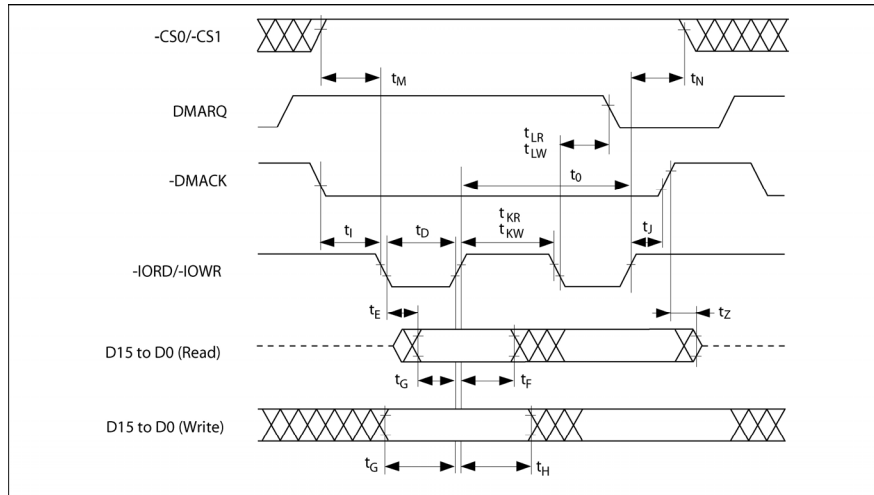 -CS0/-CS1
tM
tN
DMARQ
tLR
tLW
-DMACK
t0
tI
tD
tKR
tKW
tJ
-IORD/-IOWR
tE
tZ
D15 to D0 (Read)
tG
tF
D15 to D0 (Write)
tG
tH